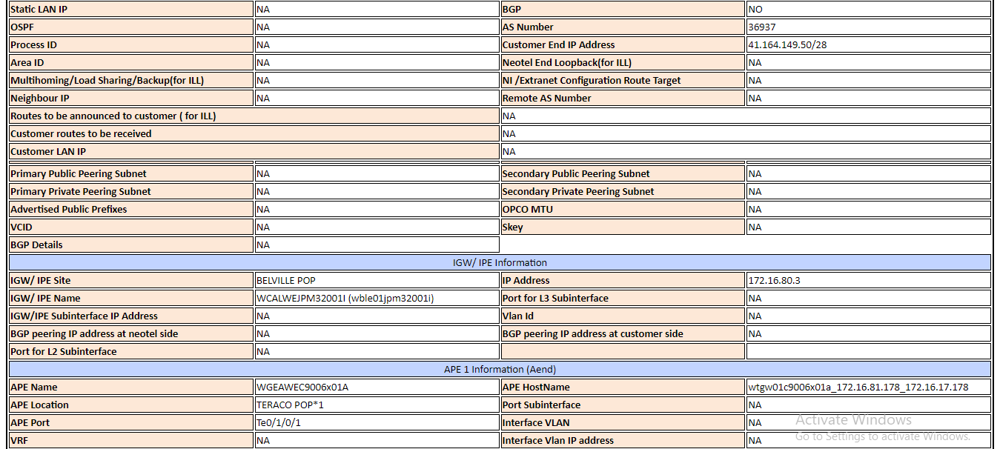 Static LAN IP NA BGP NO
OSPF NA AS Number 36937
Process ID NA Customer End IP Address 41.164.149.50/28
Area ID NA Neotel End Loopback(for ILL) NA
Multihoming/Load Sharing/Backup(for ILL) NA NI /Extranet Configuration Route Target NA
Neighbour IP NA Remote AS Number NA
Routes to be announced to customer ( for ILL) NA
Customer routes to be received NA
Customer LAN IP NA
Primary Public Peering Subnet NA Secondary Public Peering Subnet NA
Primary Private Peering Subnet NA Secondary Private Peering Subnet NA
Advertised Public Prefixes NA OPCO MTU NA
VCID NA Skey NA
BGP Details NA
IGW/ IPE Information
IGW/ IPE Site BELVILLE POP IP Address 172.16.80.3
IGW/ IPE Name WCALWEJPM32001I (wble01jpm32001i) Port for L3 Subinterface NA
IGW/IPE Subinterface IP Address NA Vlan Id NA
BGP peering IP address at neotel side NA BGP peering IP address at customer side NA
Port for L2 Subinterface NA
APE 1 Information (Aend)
APE Name WGEAWEC9006x01A APE HostName wtgw01c9006x01a_172.16.81.178_172.16.17.178
APE Location TERACO POP*1 Port Subinterface NA
APE Port Te0/1/0/1 Interface VLAN NA
Activate Windows
VRF NA Interface Vlan IP address NA
Go to Settings to activate Windows.